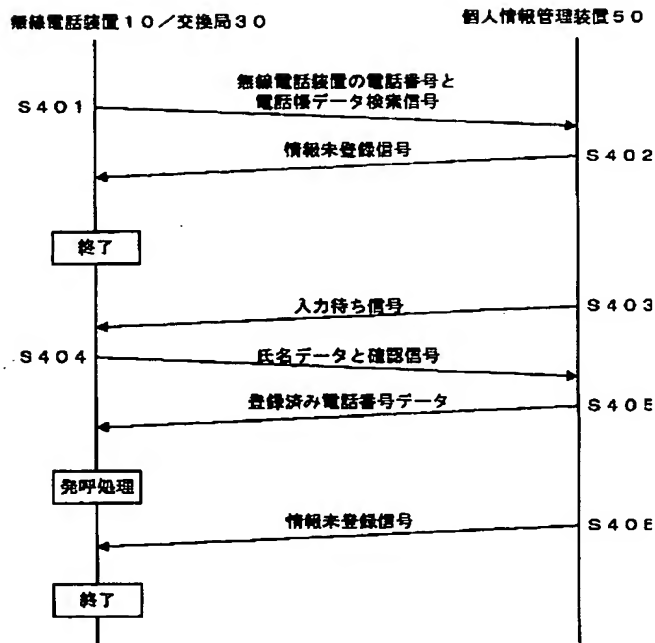 無線電話装置10/交換局30
個人情報管理装置50
無線電話装置の電話番号と
電話帳データ検索信号
S401
情報未登録信号
S402
終了
入力待ち信号
S403
S404
氏名データと確認信号
登録済み電話番号データ
S405
発呼処理
情報未登録信号
S406
終了